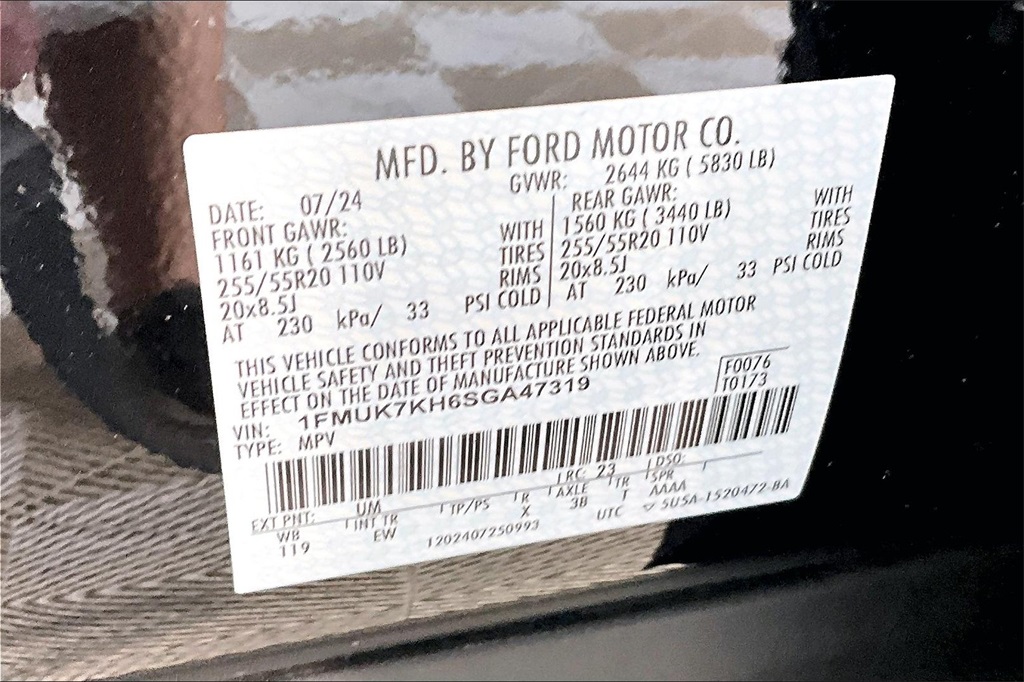 MFD. BY FORD MOTOR CO.
DATE: 07/24 GVWR: 2644 KG ( 5830 LB)
FRONT GAWR: REAR GAWR:
1161 KG ( 2560 LB) WITH 1560 KG ( 3440 LB) WITH
255/55R20 110V TIRES 255/55R20 110V TIRES
20x8.5J RIMS 20x8.5J RIMS
AT 230 kPa/ 33 PSI COLD AT 230 kPa/ 33 PSI COLD
THIS VEHICLE CONFORMS TO ALL APPLICABLE FEDERAL MOTOR
VEHICLE SAFETY AND THEFT PREVENTION STANDARDS IN
EFFECT ON THE DATE OF MANUFACTURE SHOWN ABOVE.
VIN: 1FMUK7KH6SGA47319 F0076
TYPE: MPV T0173
EXT PNT: UM RC: 23 DSO:
WB INT TR TP/PS R AXLE TR SPR
119 EW X 3B T AAAA
1202407250993 UTC ▽ 5U5A-1520472-BA